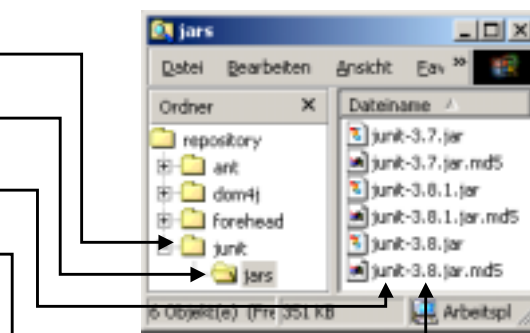 jars
Datei Bearbeiten Ansicht Fav »
Ordner × Dateiname
repository
ant
dom4j
forehead
junit
jars
junit-3.7.jar
junit-3.7.jar.md5
junit-3.8.1.jar
junit-3.8.1.jar.md5
junit-3.8.jar
junit-3.8.jar.md5
6 Objekt(e) (Fre 351 KB Arbeitspl